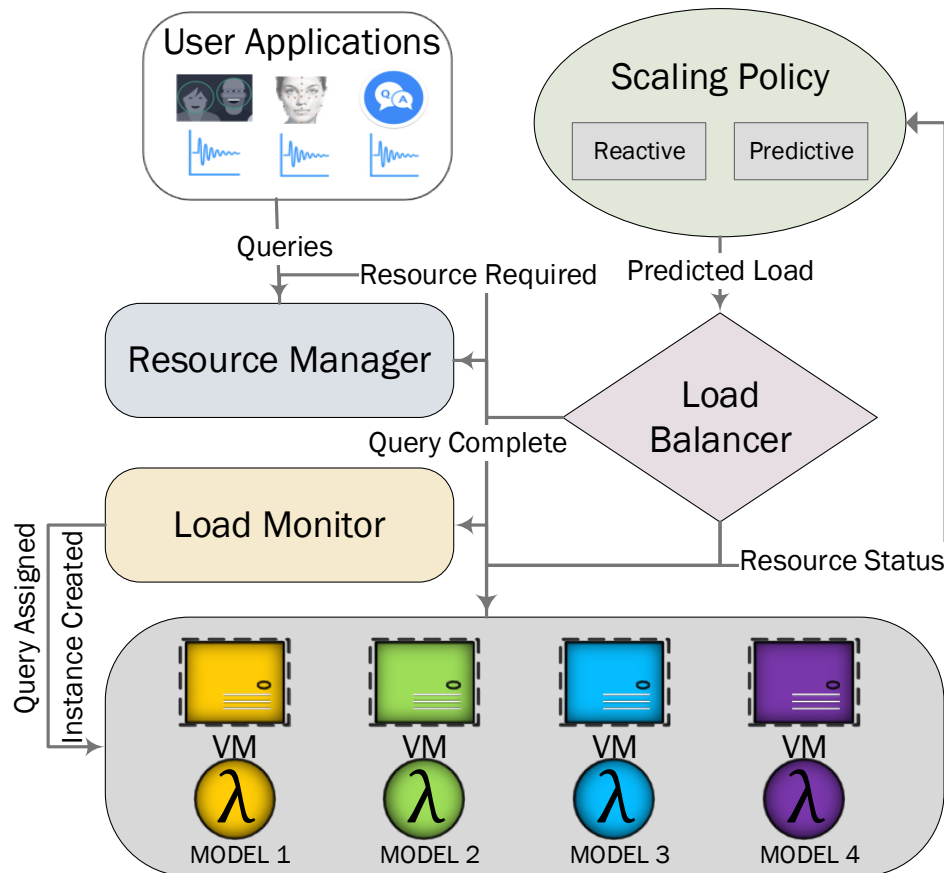 User Applications
Q A
Scaling Policy
Reactive
Predictive
Queries
Resource Required
Predicted Load
Resource Manager
Load
Balancer
Query Complete
Load Monitor
Resource Status
Query Assigned
Instance Created
VM
VM
VM
VM
λ
λ
λ
λ
MODEL 1
MODEL 2
MODEL 3
MODEL 4